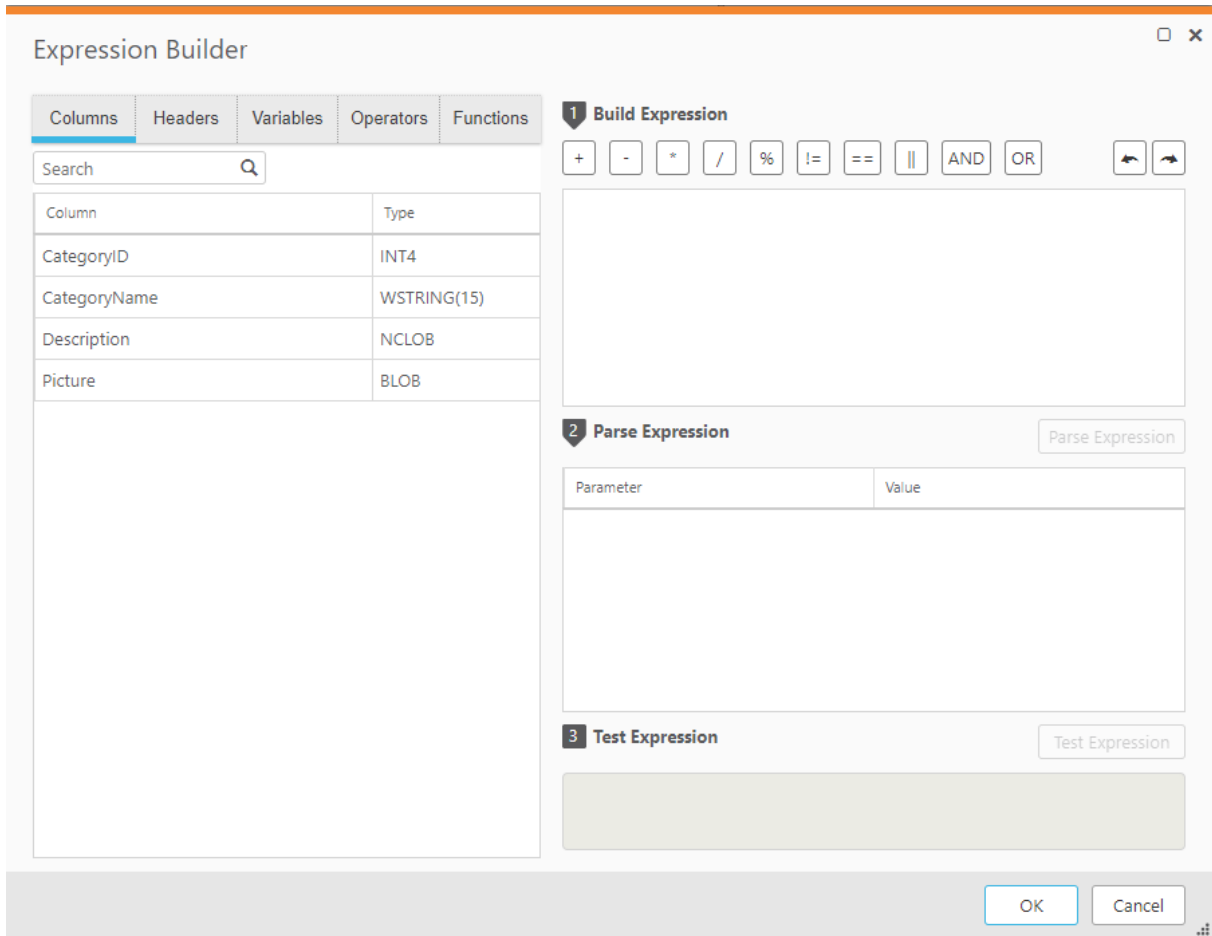 Expression Builder
Columns Headers Variables Operators Functions
Search
Column Type
CategoryID INT4
CategoryName WSTRING(15)
Description NCLOB
Picture BLOB
1 Build Expression
+ - * / % != == || AND OR
2 Parse Expression Parse Expression
Parameter Value
3 Test Expression Test Expression
OK Cancel